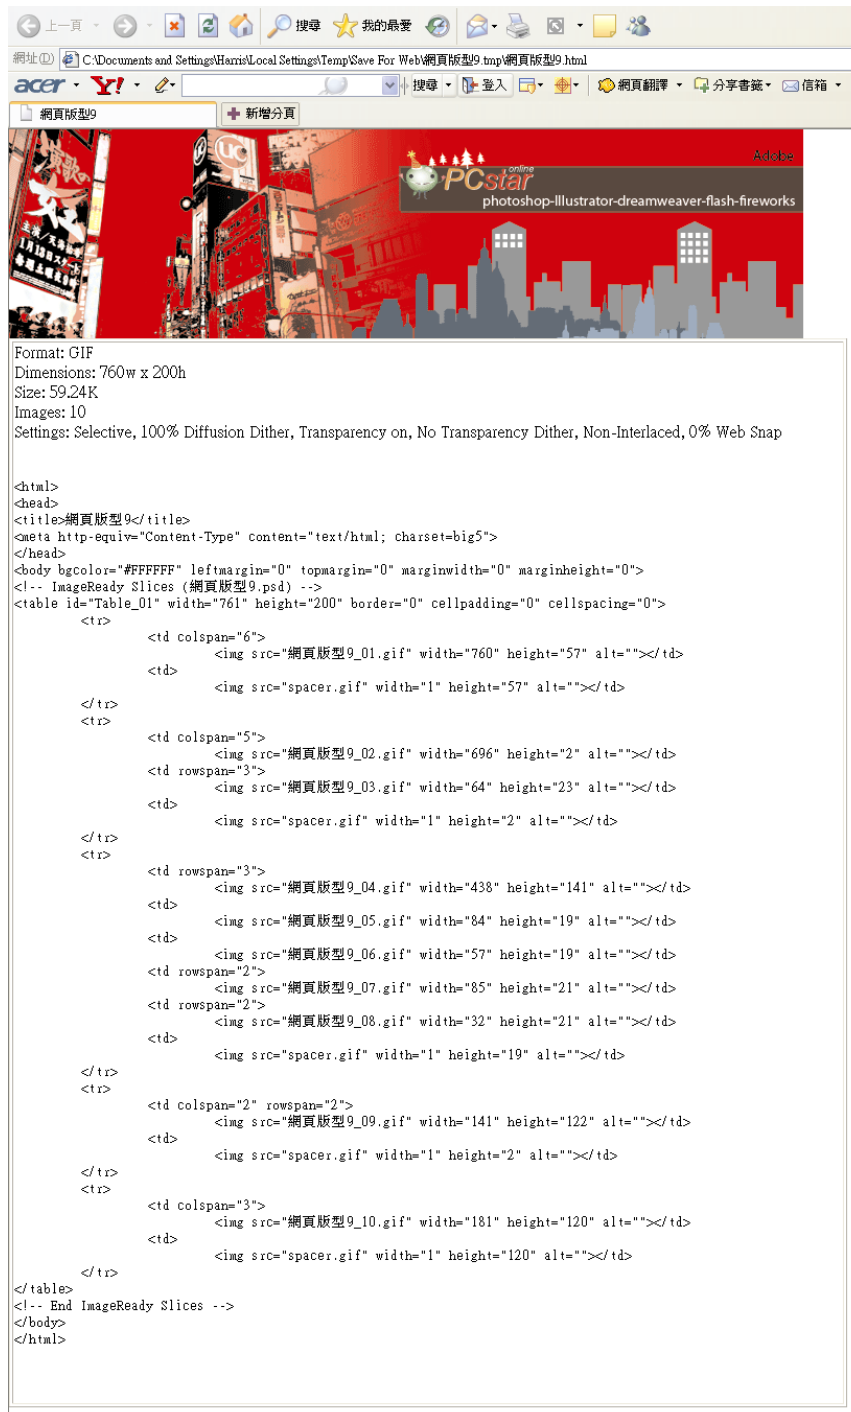 上一頁
搜尋
我的最愛
網址(D)
C:\Documents and Settings\Harris\Local Settings\Temp\Save For Web\網頁版型9.tmp\網頁版型9.html
acer Y!
搜尋
登入
網頁翻譯
分享書籤
信箱
網頁版型9
新增分頁
UC
Adobe
online
PCstar
photoshop-Illustrator-dreamweaver-flash-fireworks
Format: GIF
Dimensions: 760w x 200h
Size: 59.24K
Images: 10
Settings: Selective, 100% Diffusion Dither, Transparency on, No Transparency Dither, Non-Interlaced, 0% Web Snap
<html>
<head>
<title>網頁版型9</title>
<meta http-equiv="Content-Type" content="text/html; charset=big5">
</head>
<body bgcolor="#FFFFFF" leftmargin="0" topmargin="0" marginwidth="0" marginheight="0">
<!-- ImageReady Slices (網頁版型9.psd) -->
<table id="Table_01" width="761" height="200" border="0" cellpadding="0" cellspacing="0">
<tr>
<td colspan="6">
<img src="網頁版型9_01.gif" width="760" height="57" alt=""></td>
<td>
<img src="spacer.gif" width="1" height="57" alt=""></td>
</tr>
<tr>
<td colspan="5">
<img src="網頁版型9_02.gif" width="696" height="2" alt=""></td>
<td rowspan="3">
<img src="網頁版型9_03.gif" width="64" height="23" alt=""></td>
<td>
<img src="spacer.gif" width="1" height="2" alt=""></td>
</tr>
<tr>
<td rowspan="3">
<img src="網頁版型9_04.gif" width="438" height="141" alt=""></td>
<td>
<img src="網頁版型9_05.gif" width="84" height="19" alt=""></td>
<td>
<img src="網頁版型9_06.gif" width="57" height="19" alt=""></td>
<td rowspan="2">
<img src="網頁版型9_07.gif" width="85" height="21" alt=""></td>
<td rowspan="2">
<img src="網頁版型9_08.gif" width="32" height="21" alt=""></td>
<td>
<img src="spacer.gif" width="1" height="19" alt=""></td>
</tr>
<tr>
<td colspan="2" rowspan="2">
<img src="網頁版型9_09.gif" width="141" height="122" alt=""></td>
<td>
<img src="spacer.gif" width="1" height="2" alt=""></td>
</tr>
<tr>
<td colspan="3">
<img src="網頁版型9_10.gif" width="181" height="120" alt=""></td>
<td>
<img src="spacer.gif" width="1" height="120" alt=""></td>
</tr>
</table>
<!-- End ImageReady Slices -->
</body>
</html>